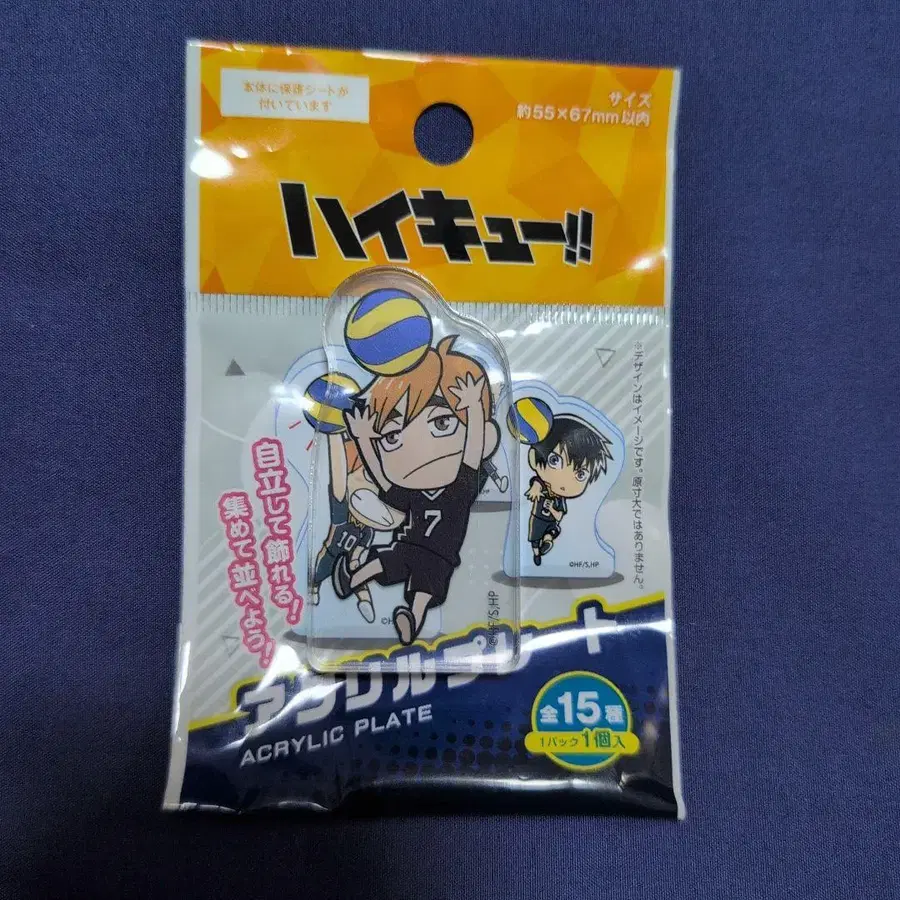 本体に保護シートが
付いています
サイズ
約55×67mm以内
ハイキュー!!
※デザインはイメージです。原寸大ではありません。
自立して飾れる!
集めて並べよう!
10
7
©HF/S,HP
©HF/S,HP
アクリルプレート
ACRYLIC PLATE
全15種
1パック1個入